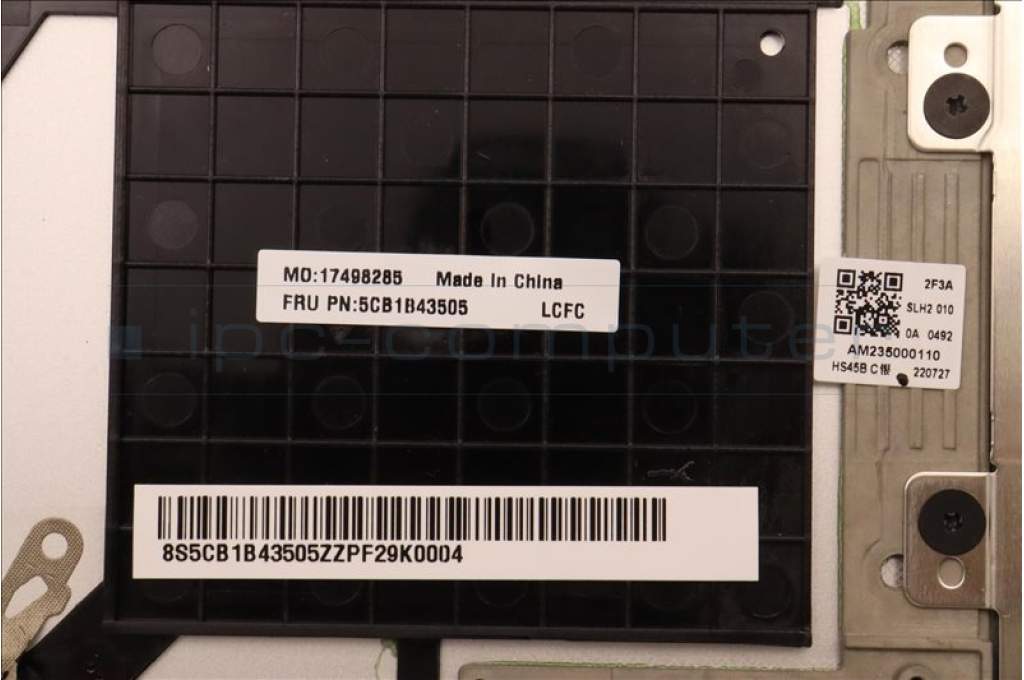 MO:17498285 Made In China
FRU PN:5CB1B43505 LCFC
2F3A
SLH2 010
0A 0492
AM235000110
HS45B C 银
220727
ipc-computer
8S5CB1B43505ZZPF29K0004